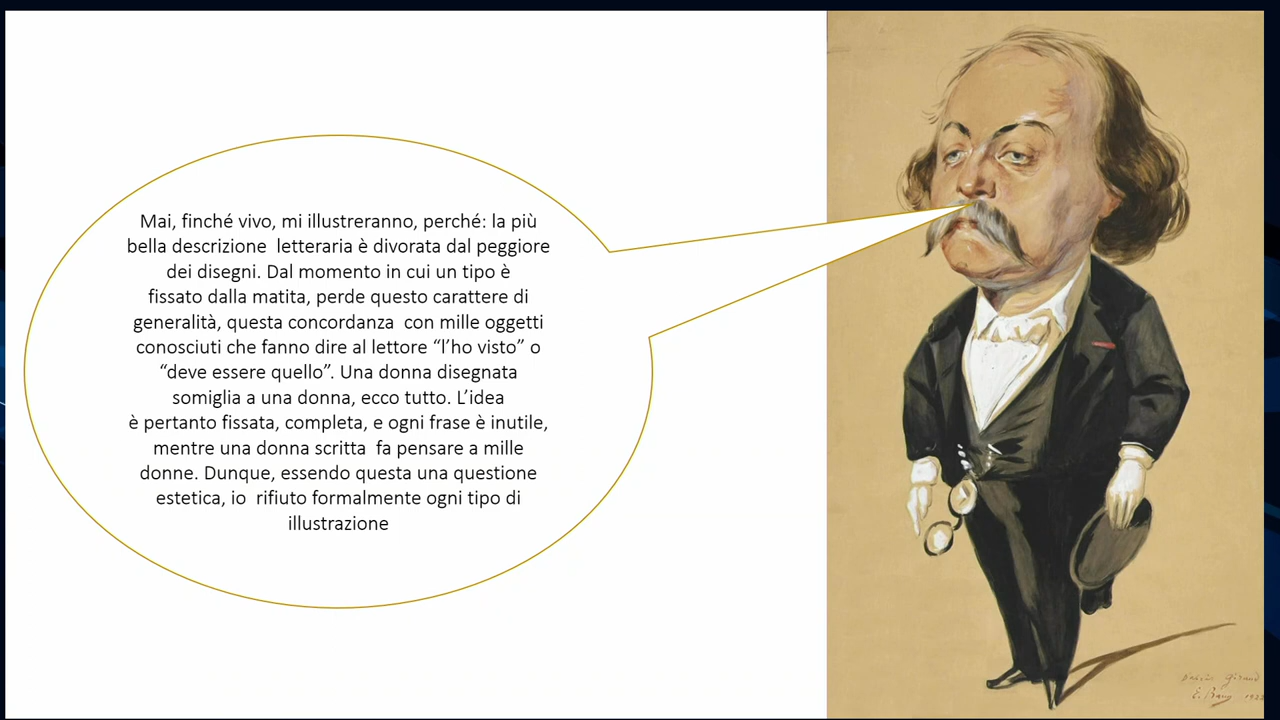 Mai, finché vivo, mi illustreranno, perché: la più
bella descrizione letteraria è divorata dal peggiore
dei disegni. Dal momento in cui un tipo è
fissato dalla matita, perde questo carattere di
generalità, questa concordanza con mille oggetti
conosciuti che fanno dire al lettore “l’ho visto” o
“deve essere quello”. Una donna disegnata
somiglia a una donna, ecco tutto. L’idea
è pertanto fissata, completa, e ogni frase è inutile,
mentre una donna scritta fa pensare a mille
donne. Dunque, essendo questa una questione
estetica, io rifiuto formalmente ogni tipo di
illustrazione
Giraud